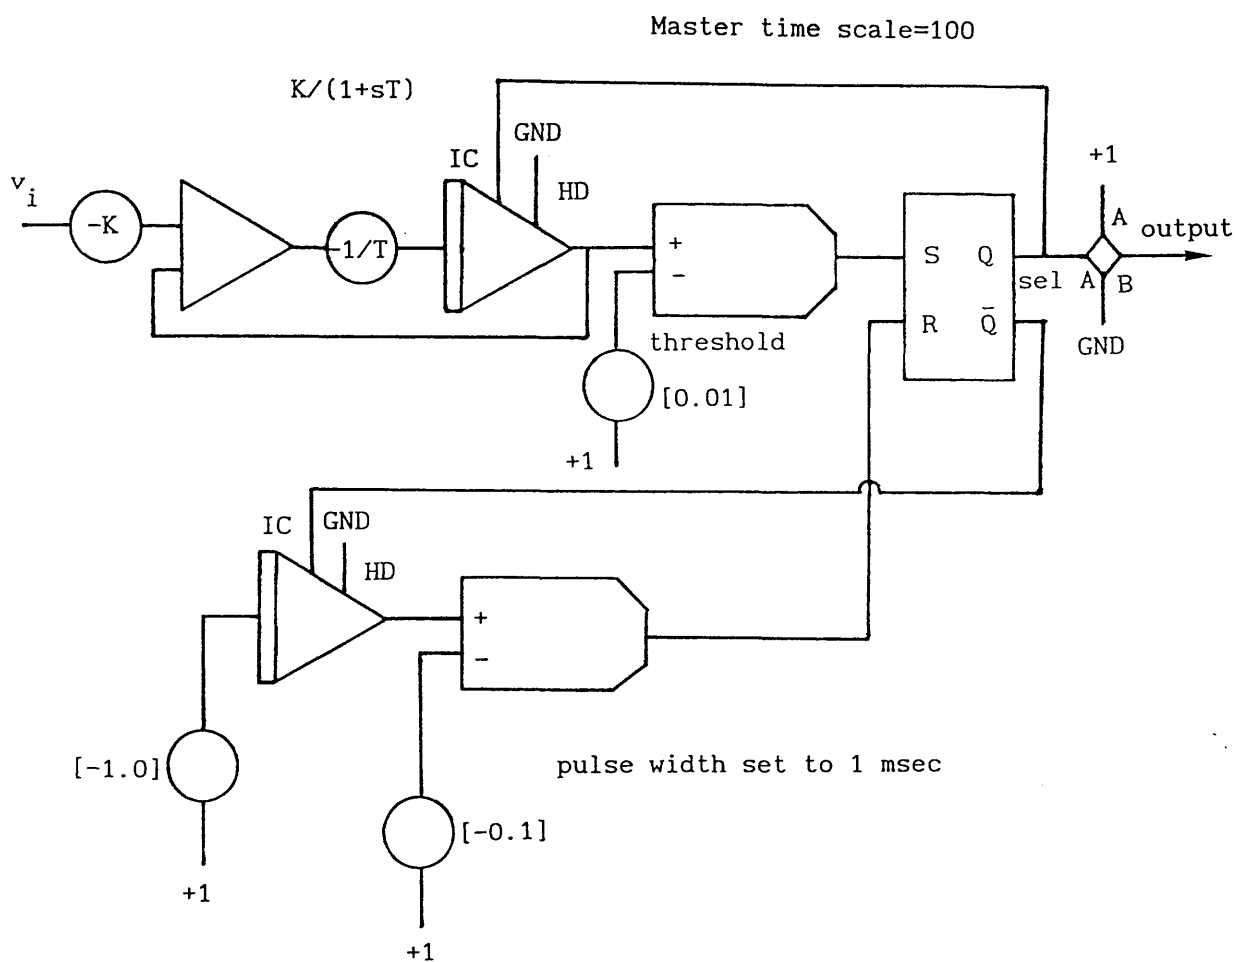 Master time scale=100
K/(1+sT)
GND
IC
HD
+1
v i
-K
-1/T
+
-
S Q
R Q̄
A
output
sel A B
GND
threshold
[0.01]
+1
IC GND
HD
+
-
[-1.0]
pulse width set to 1 msec
[-0.1]
+1
+1